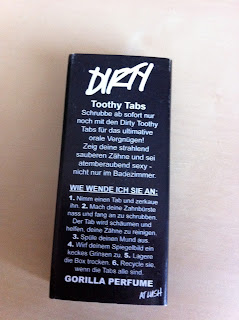 DIRTY
Toothy Tabs
Schrubbe ab sofort nur
noch mit den Dirty Toothy
Tabs für das ultimative
orale Vergnügen!
Zeig deine strahlend
sauberen Zähne und sei
atemberaubend sexy -
nicht nur im Badezimmer.
WIE WENDE ICH SIE AN:
1. Nimm einen Tab und zerkaue
ihn. 2. Mach deine Zahnbürste
nass und fang an zu schrubben.
Der Tab wird schäumen und
helfen, deine Zähne zu reinigen.
3. Spüle deinen Mund aus.
4. Wirf deinem Spiegelbild ein
keckes Grinsen zu. 5. Lagere
die Box trocken. 6. Recycle sie,
wenn die Tabs alle sind.
GORILLA PERFUME
AT LUSH